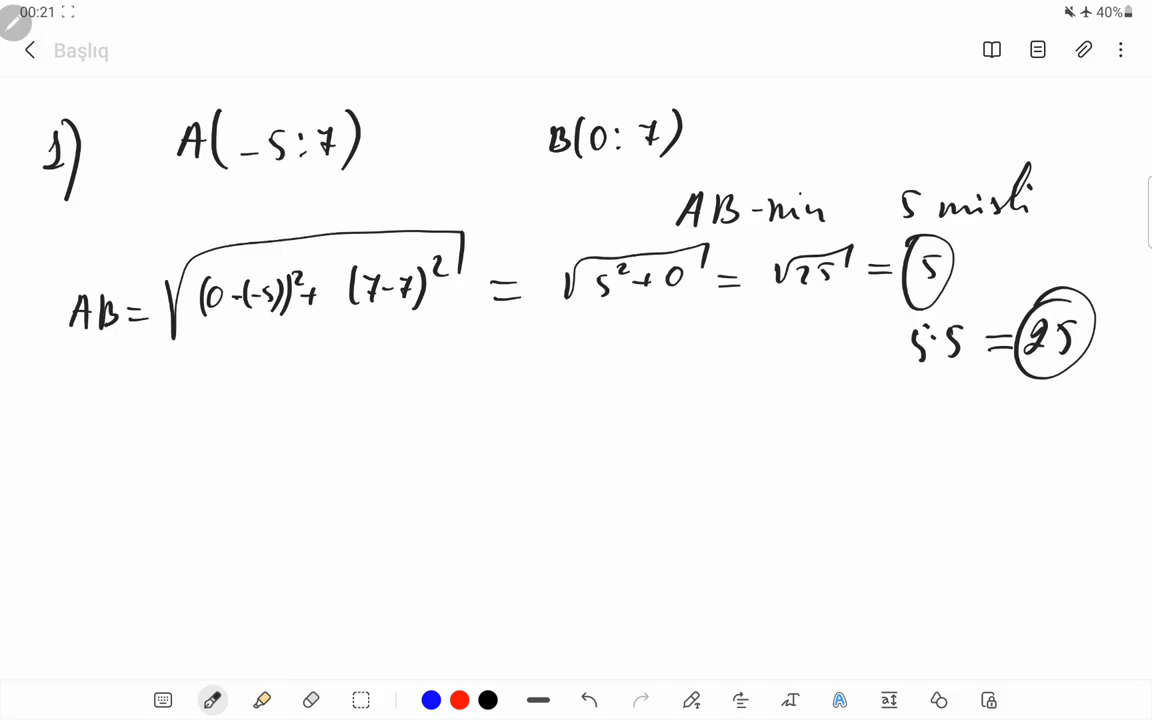 00:21 40%
Başlıq
1) A(-5:7) B(0:7)
AB-nin 5 misli
AB = √((0-(-5))²+ (7-7)²) = √(5²+0) = √25 = 5
5·5 = 25